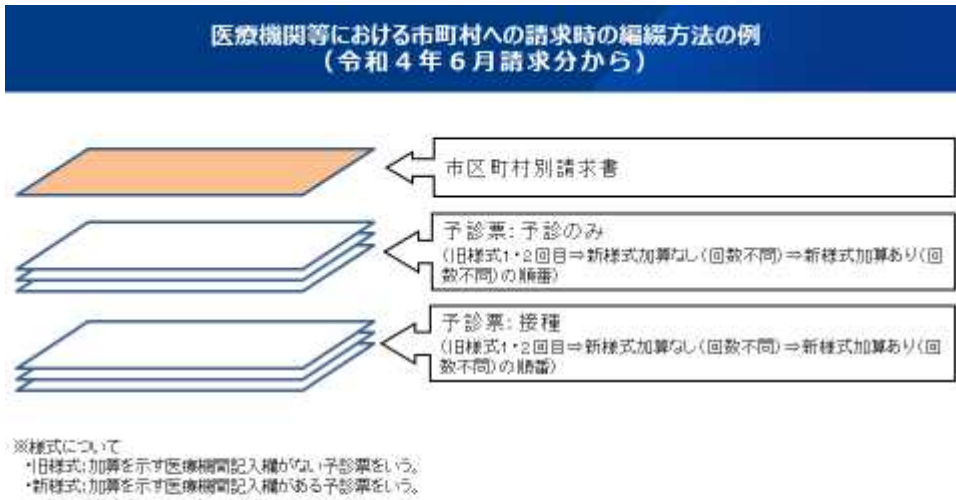 医療機関等における市町村への請求時の編綴方法の例
（令和４年６月請求分から）
市区町村別請求書
予診票：予診のみ
（旧様式1・2回目⇒新様式加算なし（回数不問）⇒新様式加算あり（回
数不問）の順番）
予診票：接種
（旧様式1・2回目⇒新様式加算なし（回数不問）⇒新様式加算あり（回
数不問）の順番）
※様式について
・旧様式：加算を示す医療機関記入欄がない予診票をいう。
・新様式：加算を示す医療機関記入欄がある予診票をいう。